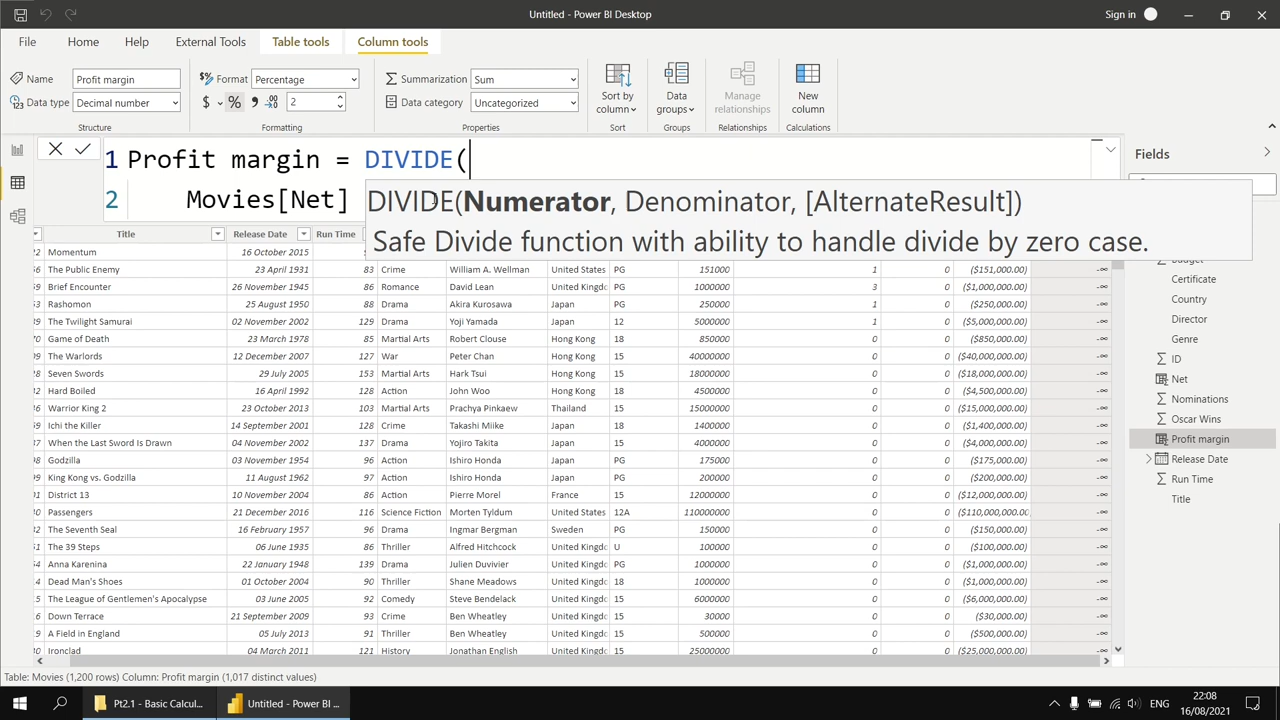 Untitled - Power BI Desktop
Sign in
File Home Help External Tools Table tools Column tools
Name Profit margin
Format Percentage
Summarization Sum
Data type Decimal number
$ % 9 2
Data category Uncategorized
Sort by column
Data groups
Manage relationships
New column
Structure Formatting Properties Sort Groups Relationships Calculations
1 Profit margin = DIVIDE(
2 Movies[Net]
DIVIDE(Numerator, Denominator, [AlternateResult])
Safe Divide function with ability to handle divide by zero case.
Fields
Title Release Date Run Time
Momentum 16 October 2015
The Public Enemy 23 April 1931 83 Crime William A. Wellman United States PG 151000 1 0 ($151,000.00) -∞
Brief Encounter 26 November 1945 86 Romance David Lean United Kingdo PG 1000000 3 0 ($1,000,000.00) -∞
Rashomon 25 August 1950 88 Drama Akira Kurosawa Japan PG 250000 1 0 ($250,000.00) -∞
The Twilight Samurai 02 November 2002 129 Drama Yoji Yamada Japan 12 5000000 1 0 ($5,000,000.00) -∞
Game of Death 23 March 1978 85 Martial Arts Robert Clouse Hong Kong 18 850000 0 0 ($850,000.00) -∞
The Warlords 12 December 2007 127 War Peter Chan Hong Kong 15 40000000 0 0 ($40,000,000.00) -∞
Seven Swords 29 July 2005 153 Martial Arts Hark Tsui Hong Kong 15 18000000 0 0 ($18,000,000.00) -∞
Hard Boiled 16 April 1992 128 Action John Woo Hong Kong 18 4500000 0 0 ($4,500,000.00) -∞
Warrior King 2 23 October 2013 103 Martial Arts Prachya Pinkaew Thailand 15 15000000 0 0 ($15,000,000.00) -∞
Ichi the Killer 14 September 2001 128 Crime Takashi Miike Japan 18 1400000 0 0 ($1,400,000.00) -∞
When the Last Sword Is Drawn 04 November 2002 137 Drama Yojiro Takita Japan 15 4000000 0 0 ($4,000,000.00) -∞
Godzilla 03 November 1954 96 Action Ishiro Honda Japan PG 175000 0 0 ($175,000.00) -∞
King Kong vs. Godzilla 11 August 1962 97 Action Ishiro Honda Japan PG 200000 0 0 ($200,000.00) -∞
District 13 10 November 2004 86 Action Pierre Morel France 15 12000000 0 0 ($12,000,000.00) -∞
Passengers 21 December 2016 116 Science Fiction Morten Tyldum United States 12A 110000000 0 0 ($110,000,000.00) -∞
The Seventh Seal 16 February 1957 96 Drama Ingmar Bergman Sweden PG 150000 0 0 ($150,000.00) -∞
The 39 Steps 06 June 1935 86 Thriller Alfred Hitchcock United Kingdo U 100000 0 0 ($100,000.00) -∞
Anna Karenina 22 January 1948 139 Drama Julien Duvivier United Kingdo PG 1000000 0 0 ($1,000,000.00) -∞
Dead Man's Shoes 01 October 2004 90 Thriller Shane Meadows United Kingdo 18 1000000 0 0 ($1,000,000.00) -∞
The League of Gentlemen's Apocalypse 03 June 2005 92 Comedy Steve Bendelack United Kingdo 15 6000000 0 0 ($6,000,000.00) -∞
Down Terrace 21 September 2009 93 Crime Ben Wheatley United Kingdo 15 30000 0 0 ($30,000.00) -∞
A Field in England 05 July 2013 91 Thriller Ben Wheatley United Kingdo 15 500000 0 0 ($500,000.00) -∞
Ironclad 04 March 2011 121 History Jonathan English United Kingdo 15 25000000 0 0 ($25,000,000.00) -∞
Certificate
Country
Director
Genre
ID
Net
Nominations
Oscar Wins
Profit margin
Release Date
Run Time
Title
Table: Movies (1,200 rows) Column: Profit margin (1,017 distinct values)
Pt2.1 - Basic Calcul...
Untitled - Power BI ...
ENG
22:08
16/08/2021